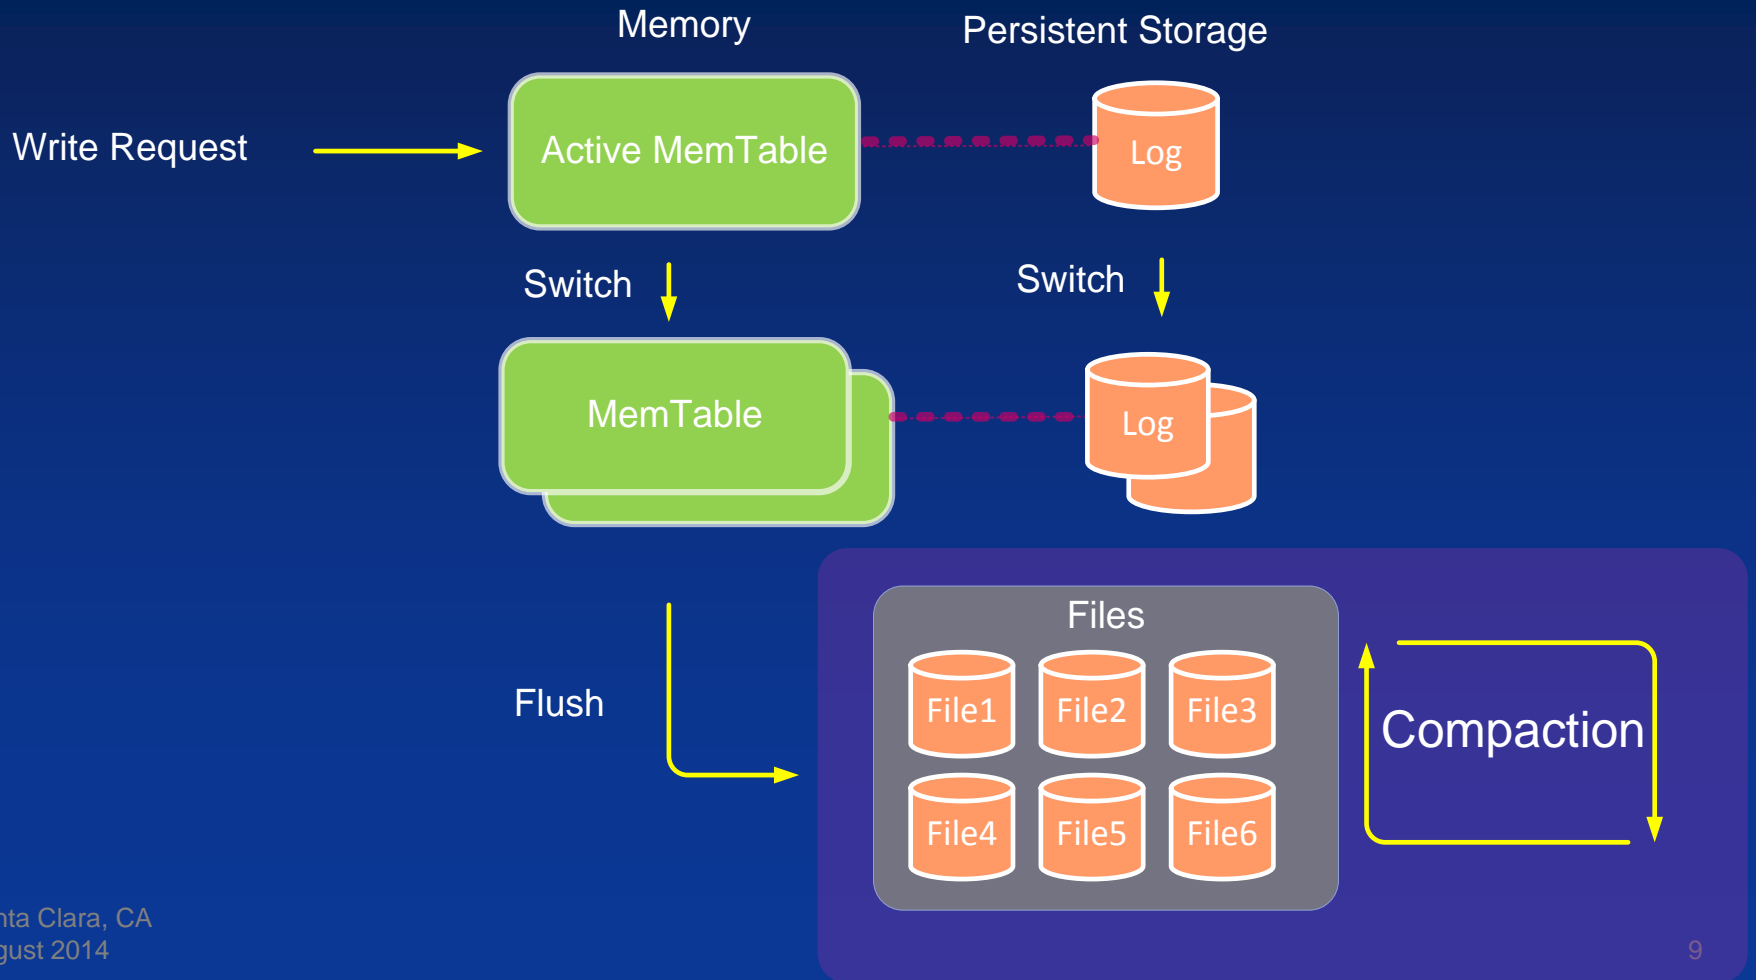 Memory
Persistent Storage
Write Request
Active MemTable
Log
Switch
Switch
MemTable
Log
Flush
Files
File1 File2 File3
File4 File5 File6
Compaction
nta Clara, CA
gust 2014
9